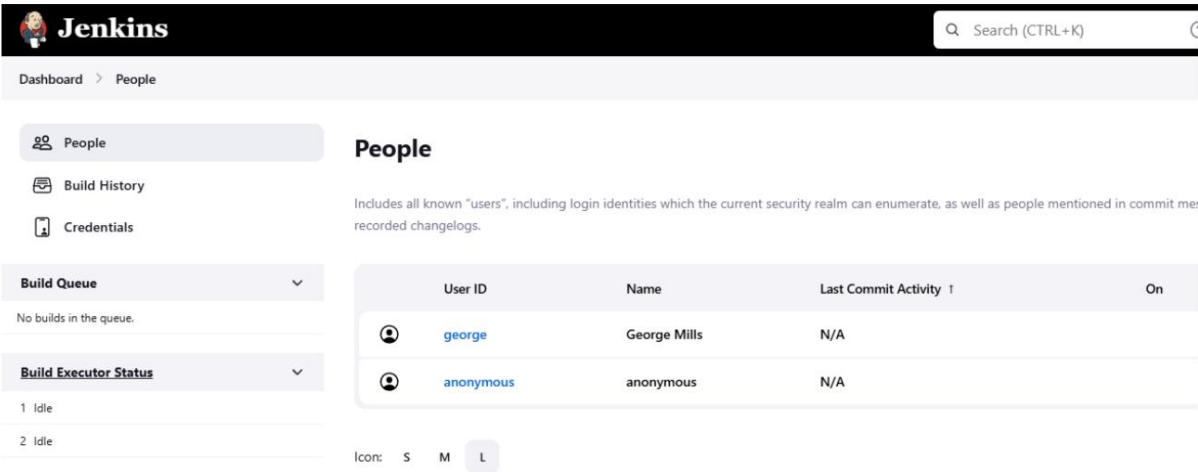 Jenkins
Search (CTRL+K)
Dashboard > People
People
Build History
Credentials
Build Queue
No builds in the queue.
Build Executor Status
1 Idle
2 Idle
People
Includes all known "users", including login identities which the current security realm can enumerate, as well as people mentioned in commit mes
recorded changelogs.
User ID Name Last Commit Activity ↑ On
george George Mills N/A
anonymous anonymous N/A
Icon: S M L